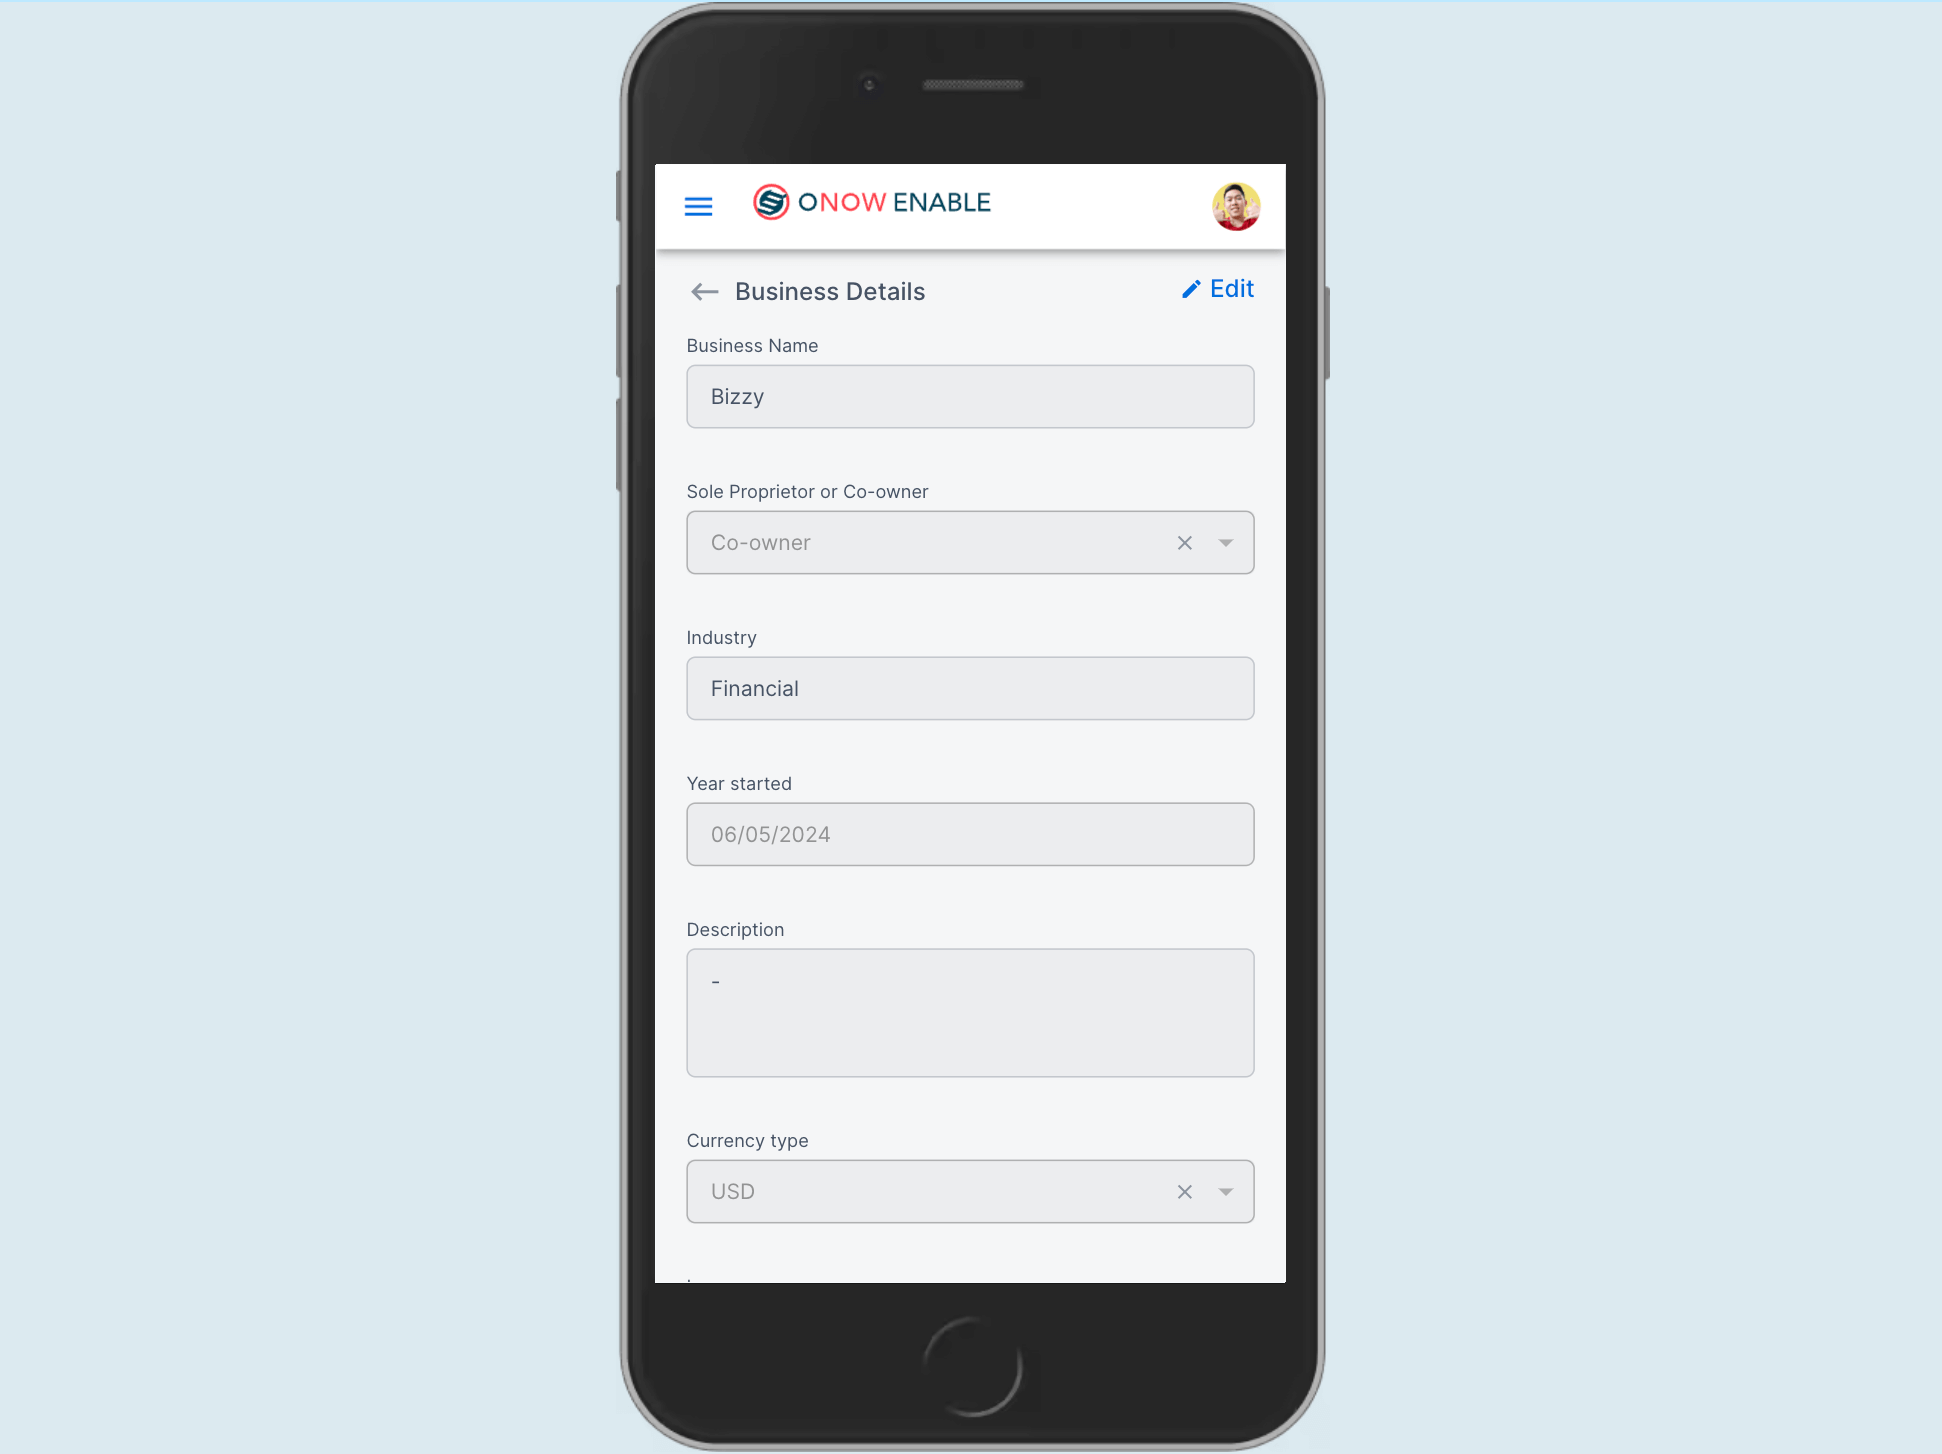 ONOW ENABLE
Business Details
Edit
Business Name
Bizzy
Sole Proprietor or Co-owner
Co-owner
Industry
Financial
Year started
06/05/2024
Description
-
Currency type
USD